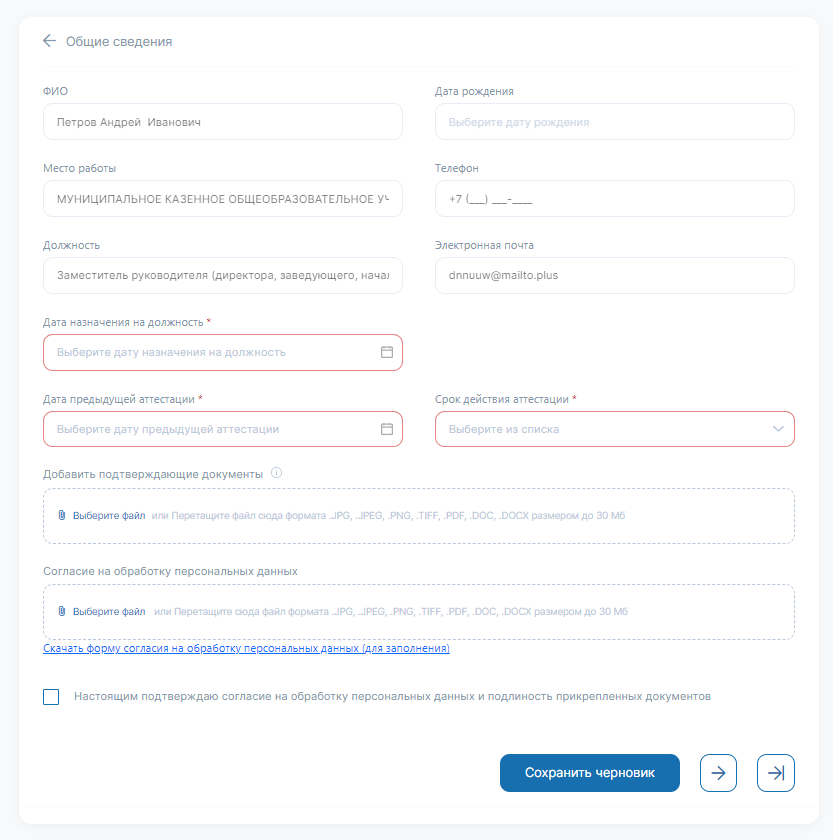 Общие сведения
ФИО
Дата рождения
Петров Андрей Иванович
Выберите дату рождения
Место работы
Телефон
МУНИЦИПАЛЬНОЕ КАЗЕННОЕ ОБЩЕОБРАЗОВАТЕЛЬНОЕ УЧ
+7 (___) ___-____
Должность
Электронная почта
Заместитель руководителя (директора, заведующего, начал
dnnuuw@mailto.plus
Дата назначения на должность *
Выберите дату назначения на должность
Дата предыдущей аттестации *
Срок действия аттестации *
Выберите дату предыдущей аттестации
Выберите из списка
Добавить подтверждающие документы
Выберите файл или Перетащите файл сюда формата .JPG, .JPEG, .PNG, .TIFF, .PDF, .DOC, .DOCX размером до 30 Мб
Согласие на обработку персональных данных
Выберите файл или Перетащите сюда файл формата .JPG, .JPEG, .PNG, .TIFF, .PDF, .DOC, .DOCX размером до 30 Мб
Скачать форму согласия на обработку персональных данных (для заполнения)
Настоящим подтверждаю согласие на обработку персональных данных и подлиность прикрепленных документов
Сохранить черновик